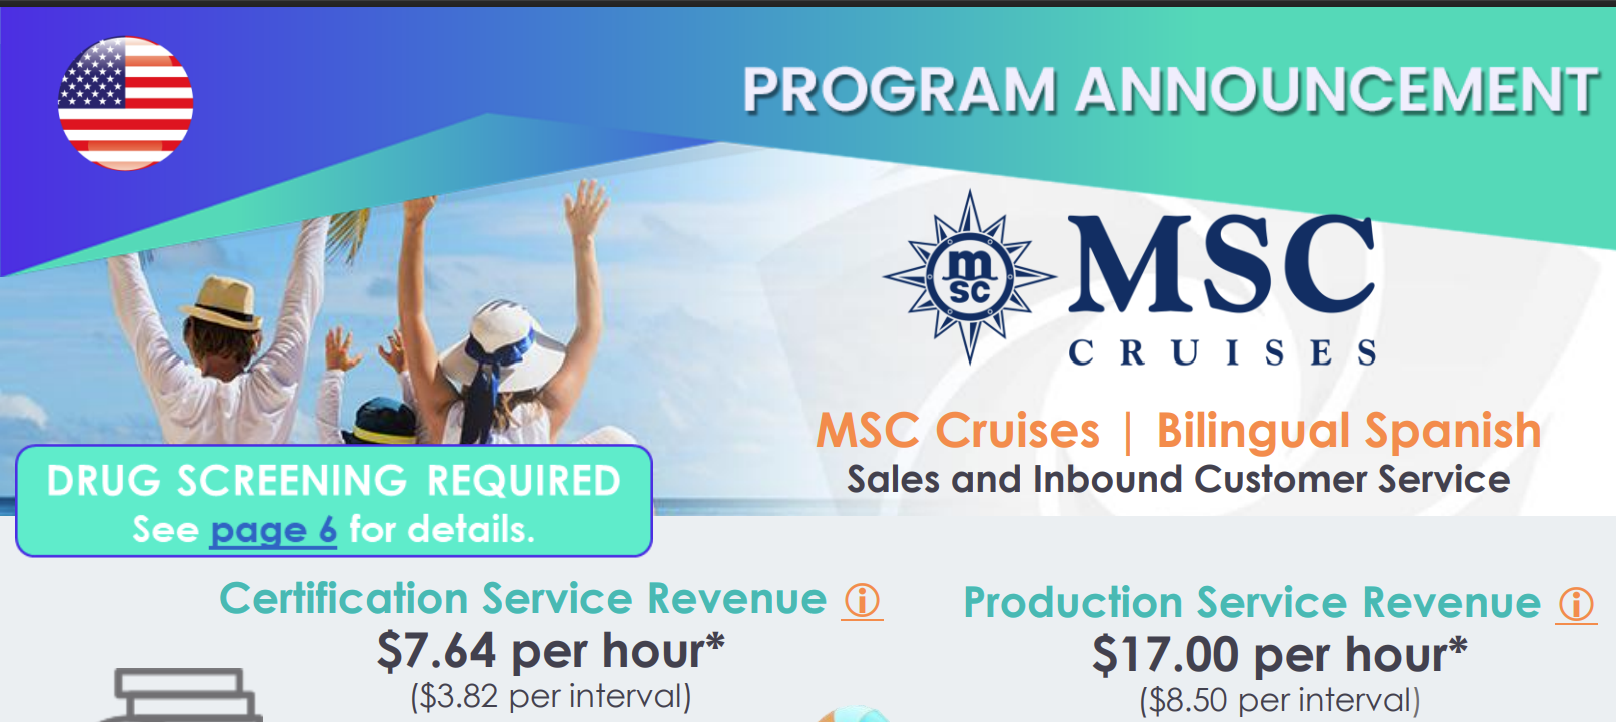 PROGRAM ANNOUNCEMENT
m
SC
MSC
CRUISES
MSC Cruises | Bilingual Spanish
Sales and Inbound Customer Service
DRUG SCREENING REQUIRED
See page 6 for details.
Certification Service Revenue ⓘ
$7.64 per hour*
($3.82 per interval)
Production Service Revenue ⓘ
$17.00 per hour*
($8.50 per interval)